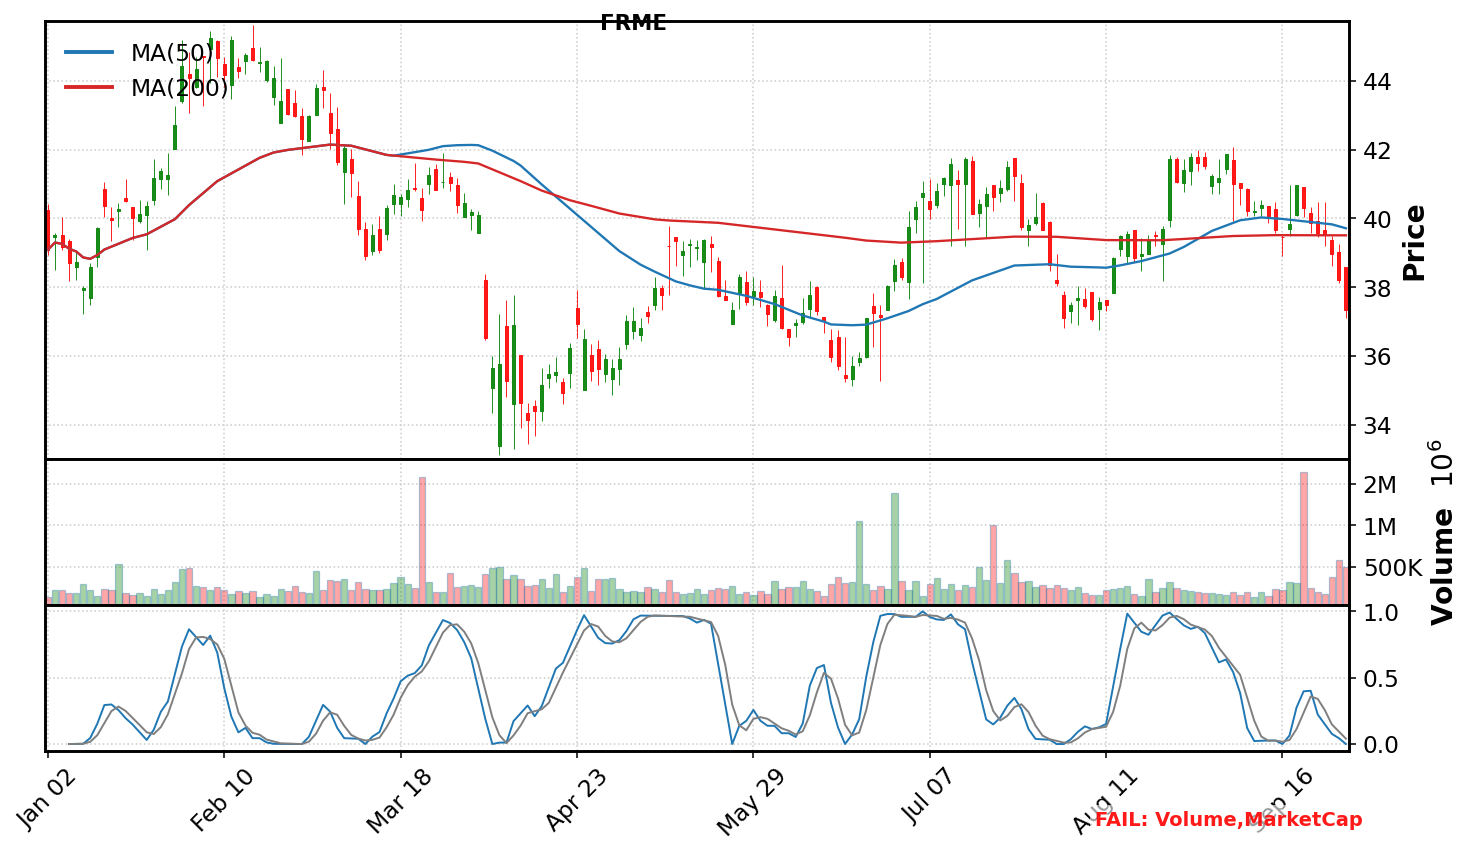 FRME
MA(50)
MA(200)
44
42
40
38
36
34
Price
2M
1M
500K
Volume 10^6
1.0
0.5
0.0
Jan 02
Feb 10
Mar 18
Apr 23
May 29
Jul 07
Aug 11
Sep 16
FAIL: Volume,MarketCap